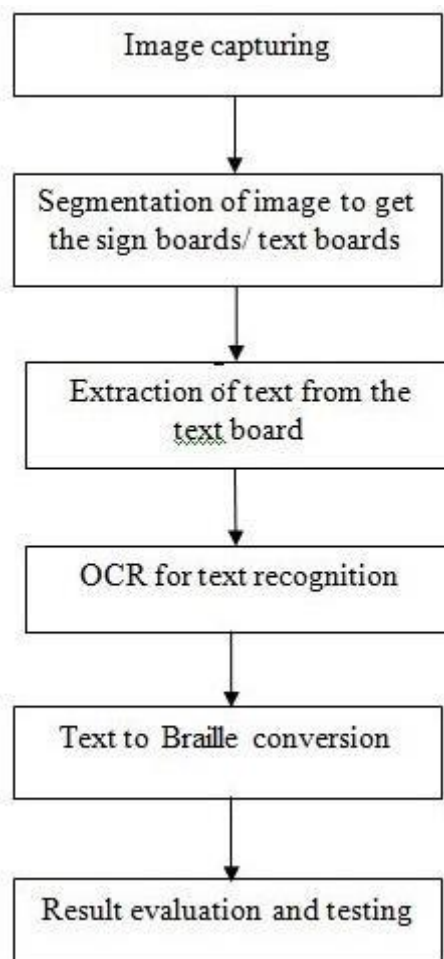 Image capturing
Segmentation of image to get
the sign boards/ text boards
Extraction of text from the
text board
OCR for text recognition
Text to Braille conversion
Result evaluation and testing